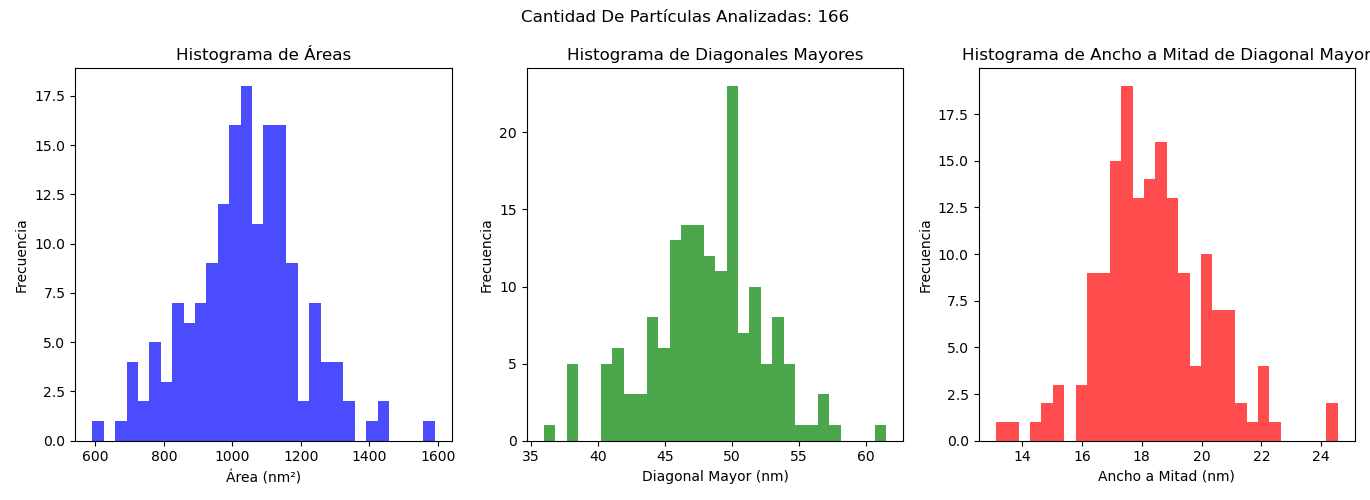 Cantidad De Partículas Analizadas: 166
Histograma de Áreas
Frecuencia
17.5
15.0
12.5
10.0
7.5
5.0
2.5
0.0
600 800 1000 1200 1400 1600
Área (nm²)
Histograma de Diagonales Mayores
Frecuencia
20
15
10
5
0
35 40 45 50 55 60
Diagonal Mayor (nm)
Histograma de Ancho a Mitad de Diagonal Mayor
Frecuencia
17.5
15.0
12.5
10.0
7.5
5.0
2.5
0.0
14 16 18 20 22 24
Ancho a Mitad (nm)